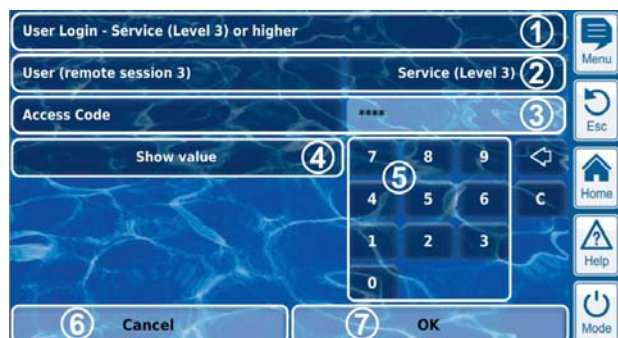 User Login - Service (Level 3) or higher 1
Menu
User (remote session 3) Service (Level 3) 2
Access Code **** 3
Esc
Show value 4
7 8 9
5
Home
4 5 6 C
1 2 3
Help
0
6 Cancel 7 OK
Mode